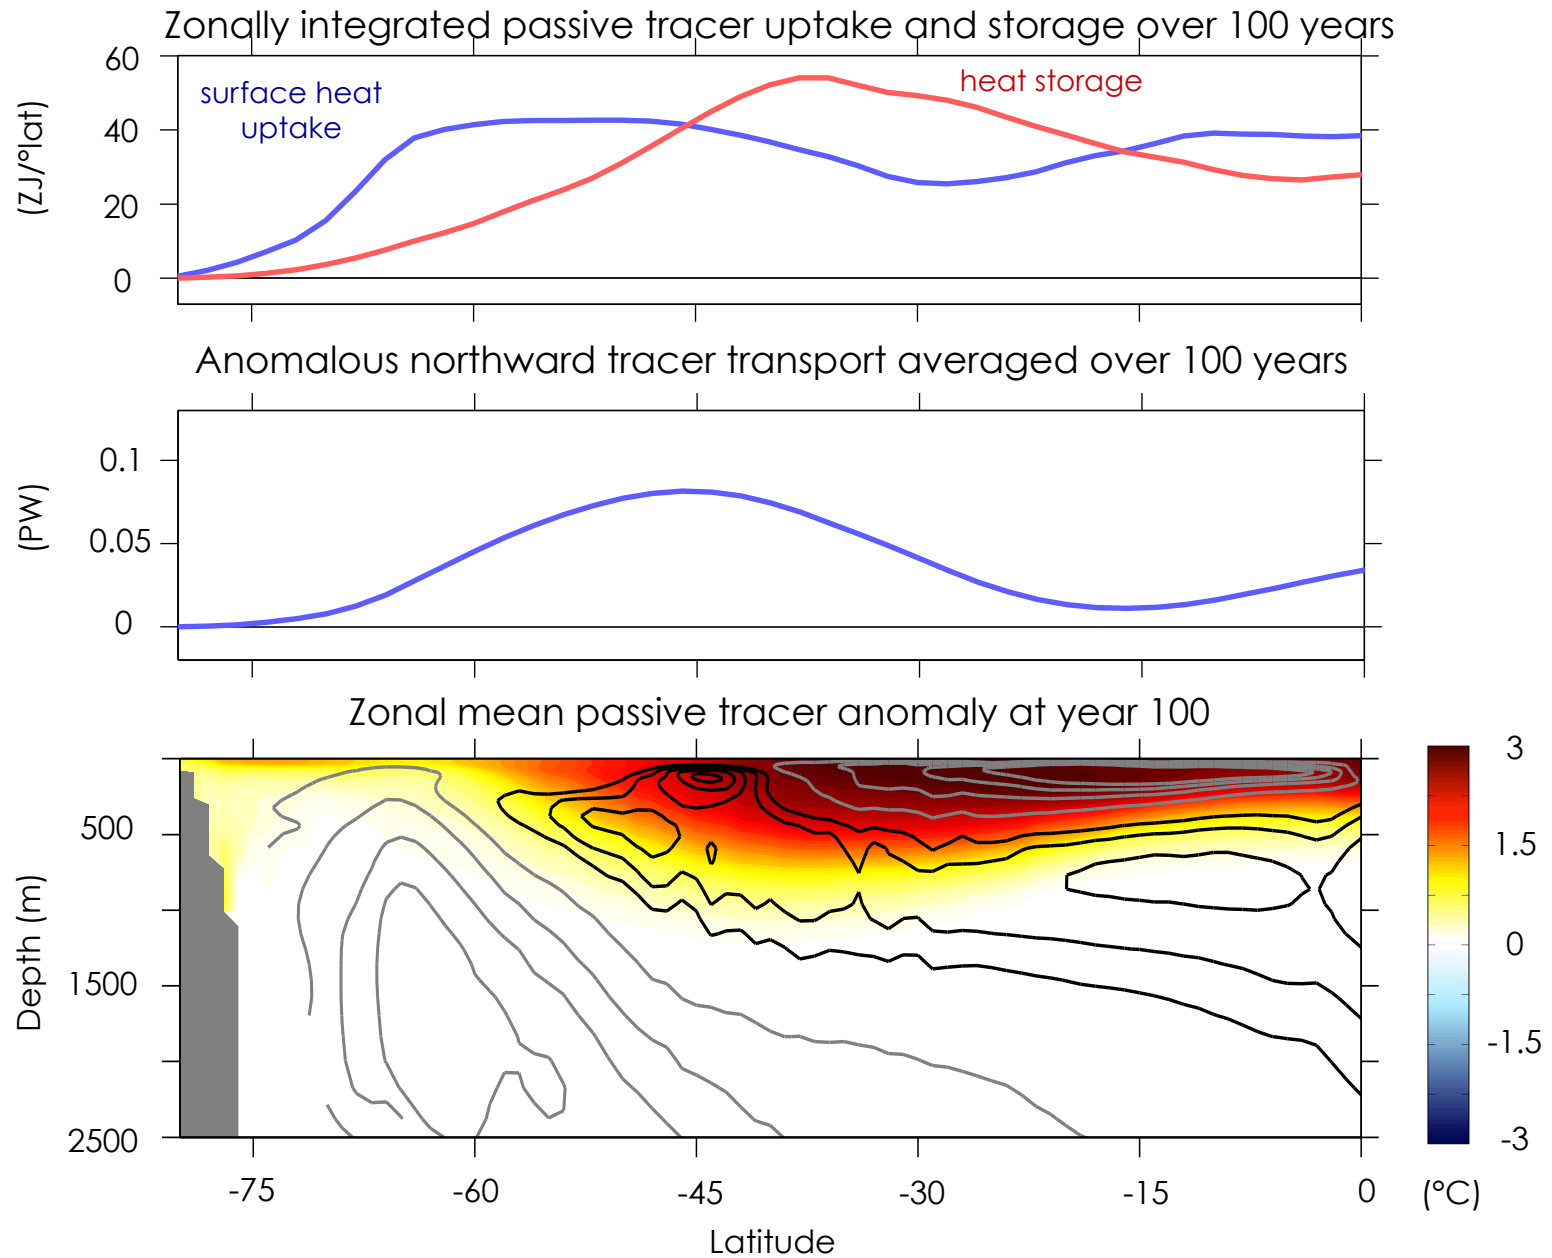 Zonally integrated passive tracer uptake and storage over 100 years
60
40
20
0
(ZJ/°lat)
surface heat
uptake
heat storage
Anomalous northward tracer transport averaged over 100 years
0.1
0.05
0
(PW)
Zonal mean passive tracer anomaly at year 100
500
1500
2500
Depth (m)
3
1.5
0
-1.5
-3
-75 -60 -45 -30 -15 0 (°C)
Latitude